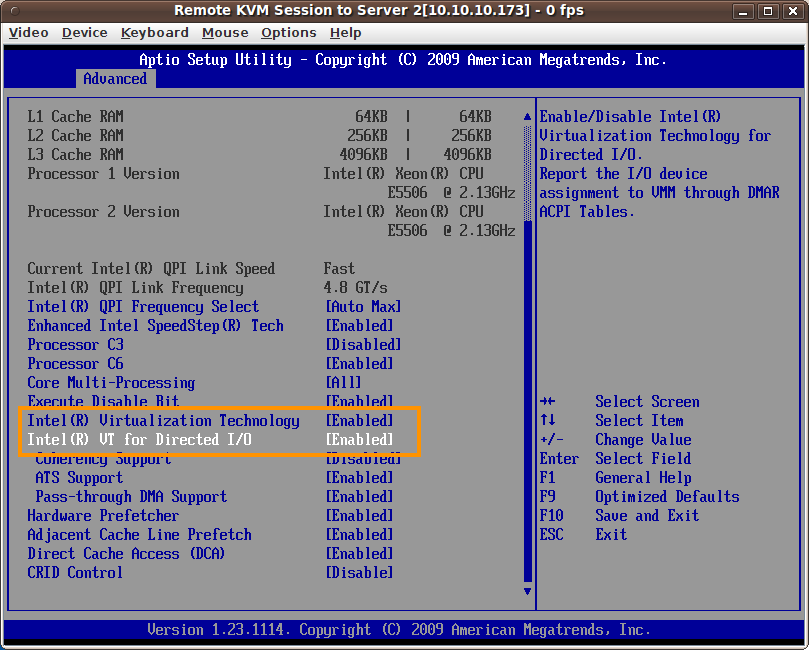 Remote KVM Session to Server 2[10.10.10.173] - 0 fps
Video Device Keyboard Mouse Options Help
Aptio Setup Utility - Copyright (C) 2009 American Megatrends, Inc.
Advanced
L1 Cache RAM 64KB | 64KB
L2 Cache RAM 256KB | 256KB
L3 Cache RAM 4096KB | 4096KB
Processor 1 Version Intel(R) Xeon(R) CPU
E5506 @ 2.13GHz
Processor 2 Version Intel(R) Xeon(R) CPU
E5506 @ 2.13GHz
Current Intel(R) QPI Link Speed Fast
Intel(R) QPI Link Frequency 4.8 GT/s
Intel(R) QPI Frequency Select [Auto Max]
Enhanced Intel SpeedStep(R) Tech [Enabled]
Processor C3 [Disabled]
Processor C6 [Enabled]
Core Multi-Processing [All]
Execute Disable Bit [Enabled]
Intel(R) Virtualization Technology [Enabled]
Intel(R) VT for Directed I/O [Enabled]
Coherency Support [Disabled]
ATS Support [Enabled]
Pass-through DMA Support [Enabled]
Hardware Prefetcher [Enabled]
Adjacent Cache Line Prefetch [Enabled]
Direct Cache Access (DCA) [Enabled]
CRID Control [Disable]
Enable/Disable Intel(R)
Virtualization Technology for
Directed I/O.
Report the I/O device
assignment to VMM through DMAR
ACPI Tables.
→← Select Screen
↑↓ Select Item
+/- Change Value
Enter Select Field
F1 General Help
F9 Optimized Defaults
F10 Save and Exit
ESC Exit
Version 1.23.1114. Copyright (C) 2009 American Megatrends, Inc.